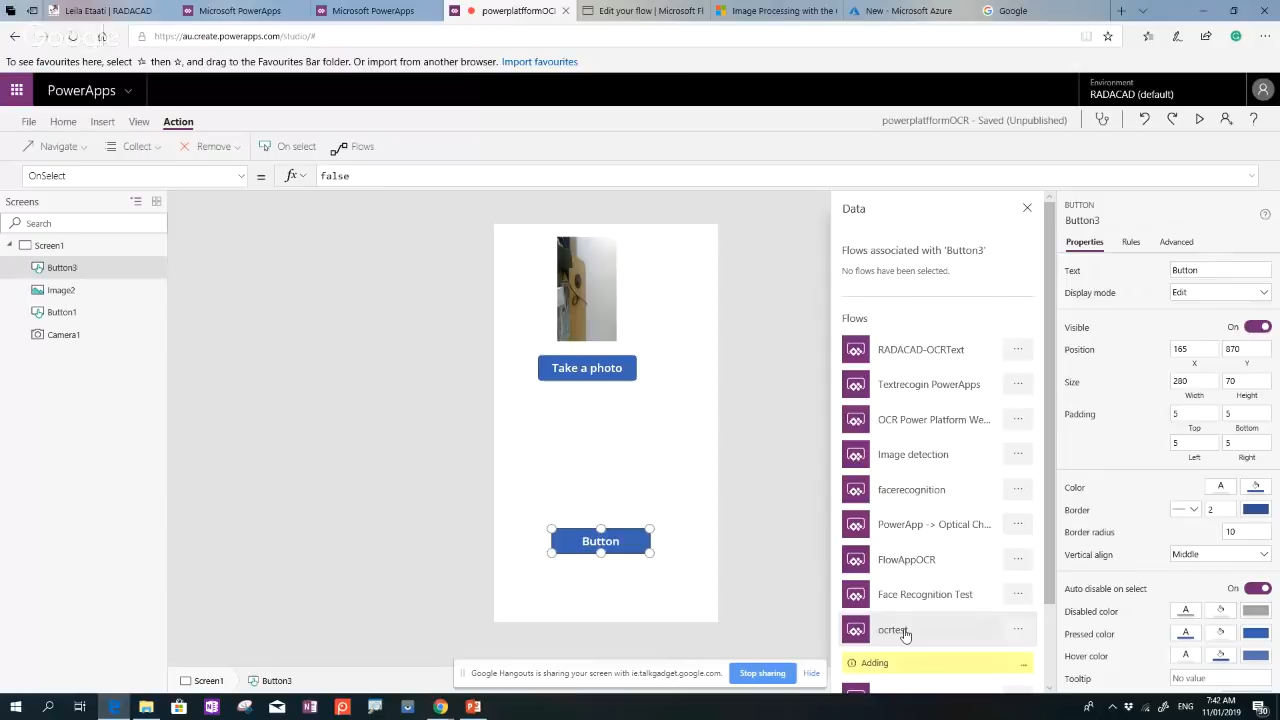 Leila Etaati | RADACAD
Microsoft PowerApps
Microsoft PowerApps
powerplatformOCI
Edit your flow | Microsoft Fl
Image Processing with the
New - Microsoft Azure
Google
https://au.create.powerapps.com/studio/#
To see favourites here, select ☆ then ☆, and drag to the Favourites Bar folder. Or import from another browser. Import favourites
PowerApps
Environment
RADACAD (default)
File Home Insert View Action
powerplatfformOCR - Saved (Unpublished)
Navigate Collect Remove On select Flows
OnSelect = fx false
Screens
Search
Screen1
Button3
Image2
Button1
Camera1
Take a photo
Button
Data
Flows associated with 'Button3'
No flows have been selected.
Flows
RADACAD-OCRText
Textrecogin PowerApps
OCR Power Platform We...
Image detection
facerecognition
PowerApp -> Optical Ch...
FlowAppOCR
Face Recognition Test
ocrtest
Adding
BUTTON
Button3
Properties Rules Advanced
Text Button
Display mode Edit
Visible On
Position 165 870
X Y
Size 280 70
Width Height
Padding 5 5
Top Bottom
5 5
Left Right
Color A
Border 2
Border radius 10
Vertical align Middle
Auto disable on select On
Disabled color A
Pressed color A
Hover color A
Tooltip No value
Google Hangouts is sharing your screen with ie.talkgadget.google.com. Stop sharing Hide
Screen1 Button3
ENG
7:42 AM
11/01/2019
30